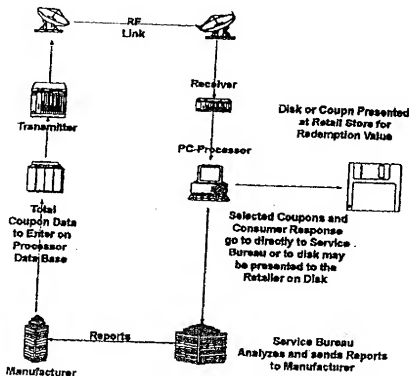 RF
Link
Receiver
Transmitter
Disk or Coupn Presented
at Retail Store for
Redemption Value
PC-Processor
Total
Coupon Data
to Enter on
Processor
Data Base
Selected Coupons and
Consumer Response
go to directly to Service
Bureau or to disk may
be presented to the
Retailer on Disk
Reports
Manufacturer
Service Bureau
Analyzes and sends Reports
to Manufacturer